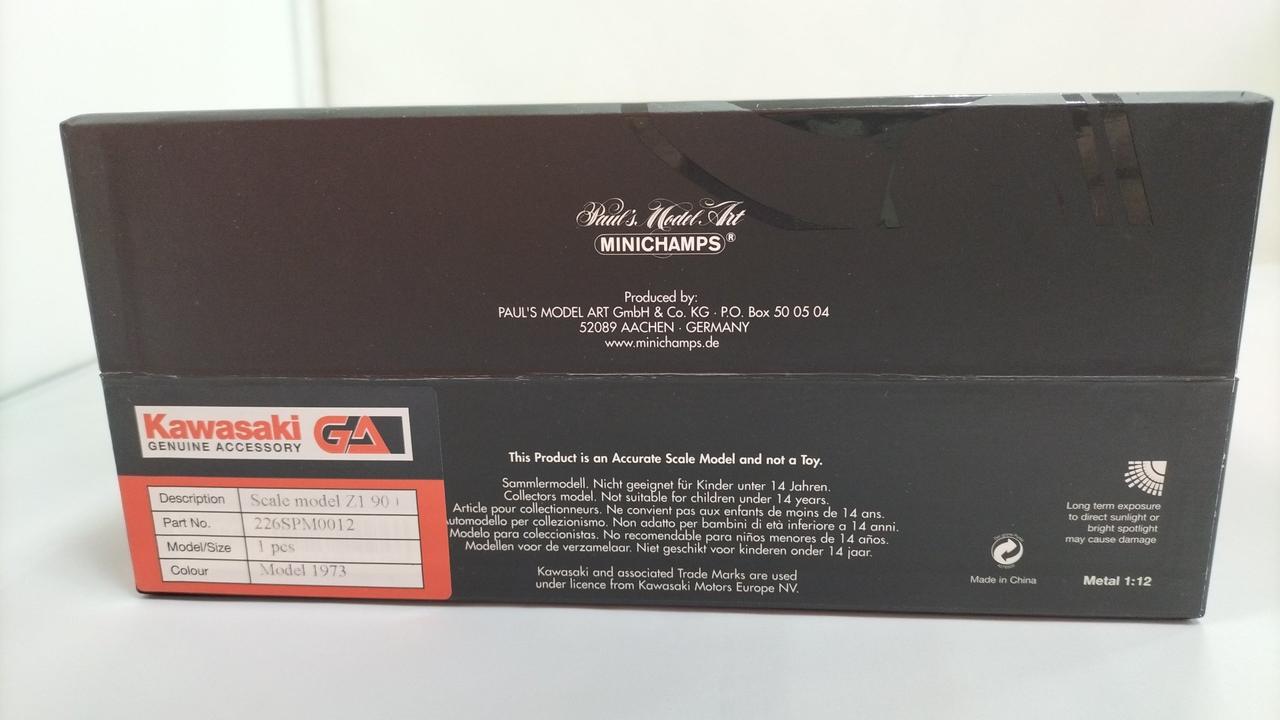 Paul's Model Art
MINICHAMPS®
Produced by:
PAUL'S MODEL ART GmbH & Co. KG · P.O. Box 50 05 04
52089 AACHEN · GERMANY
www.minichamps.de
Kawasaki GA
GENUINE ACCESSORY
Description Scale model Z1 90
Part No. 226SPM0012
Model/Size 1 pcs
Colour Model 1973
This Product is an Accurate Scale Model and not a Toy.
Sammlermodell. Nicht geeignet für Kinder unter 14 Jahren.
Collectors model. Not suitable for children under 14 years.
Article pour collectionneurs. Ne convient pas aux enfants de moins de 14 ans.
utomodello per collezionismo. Non adatto per bambini di età inferiore a 14 anni.
Modelo para coleccionistas. No recomendable para niños menores de 14 años.
Modellen voor de verzamelaar. Niet geschikt voor kinderen onder 14 jaar.
Kawasaki and associated Trade Marks are used
under licence from Kawasaki Motors Europe NV.
Made in China
Long term exposure
to direct sunlight or
bright spotlight
may cause damage
Metal 1:12